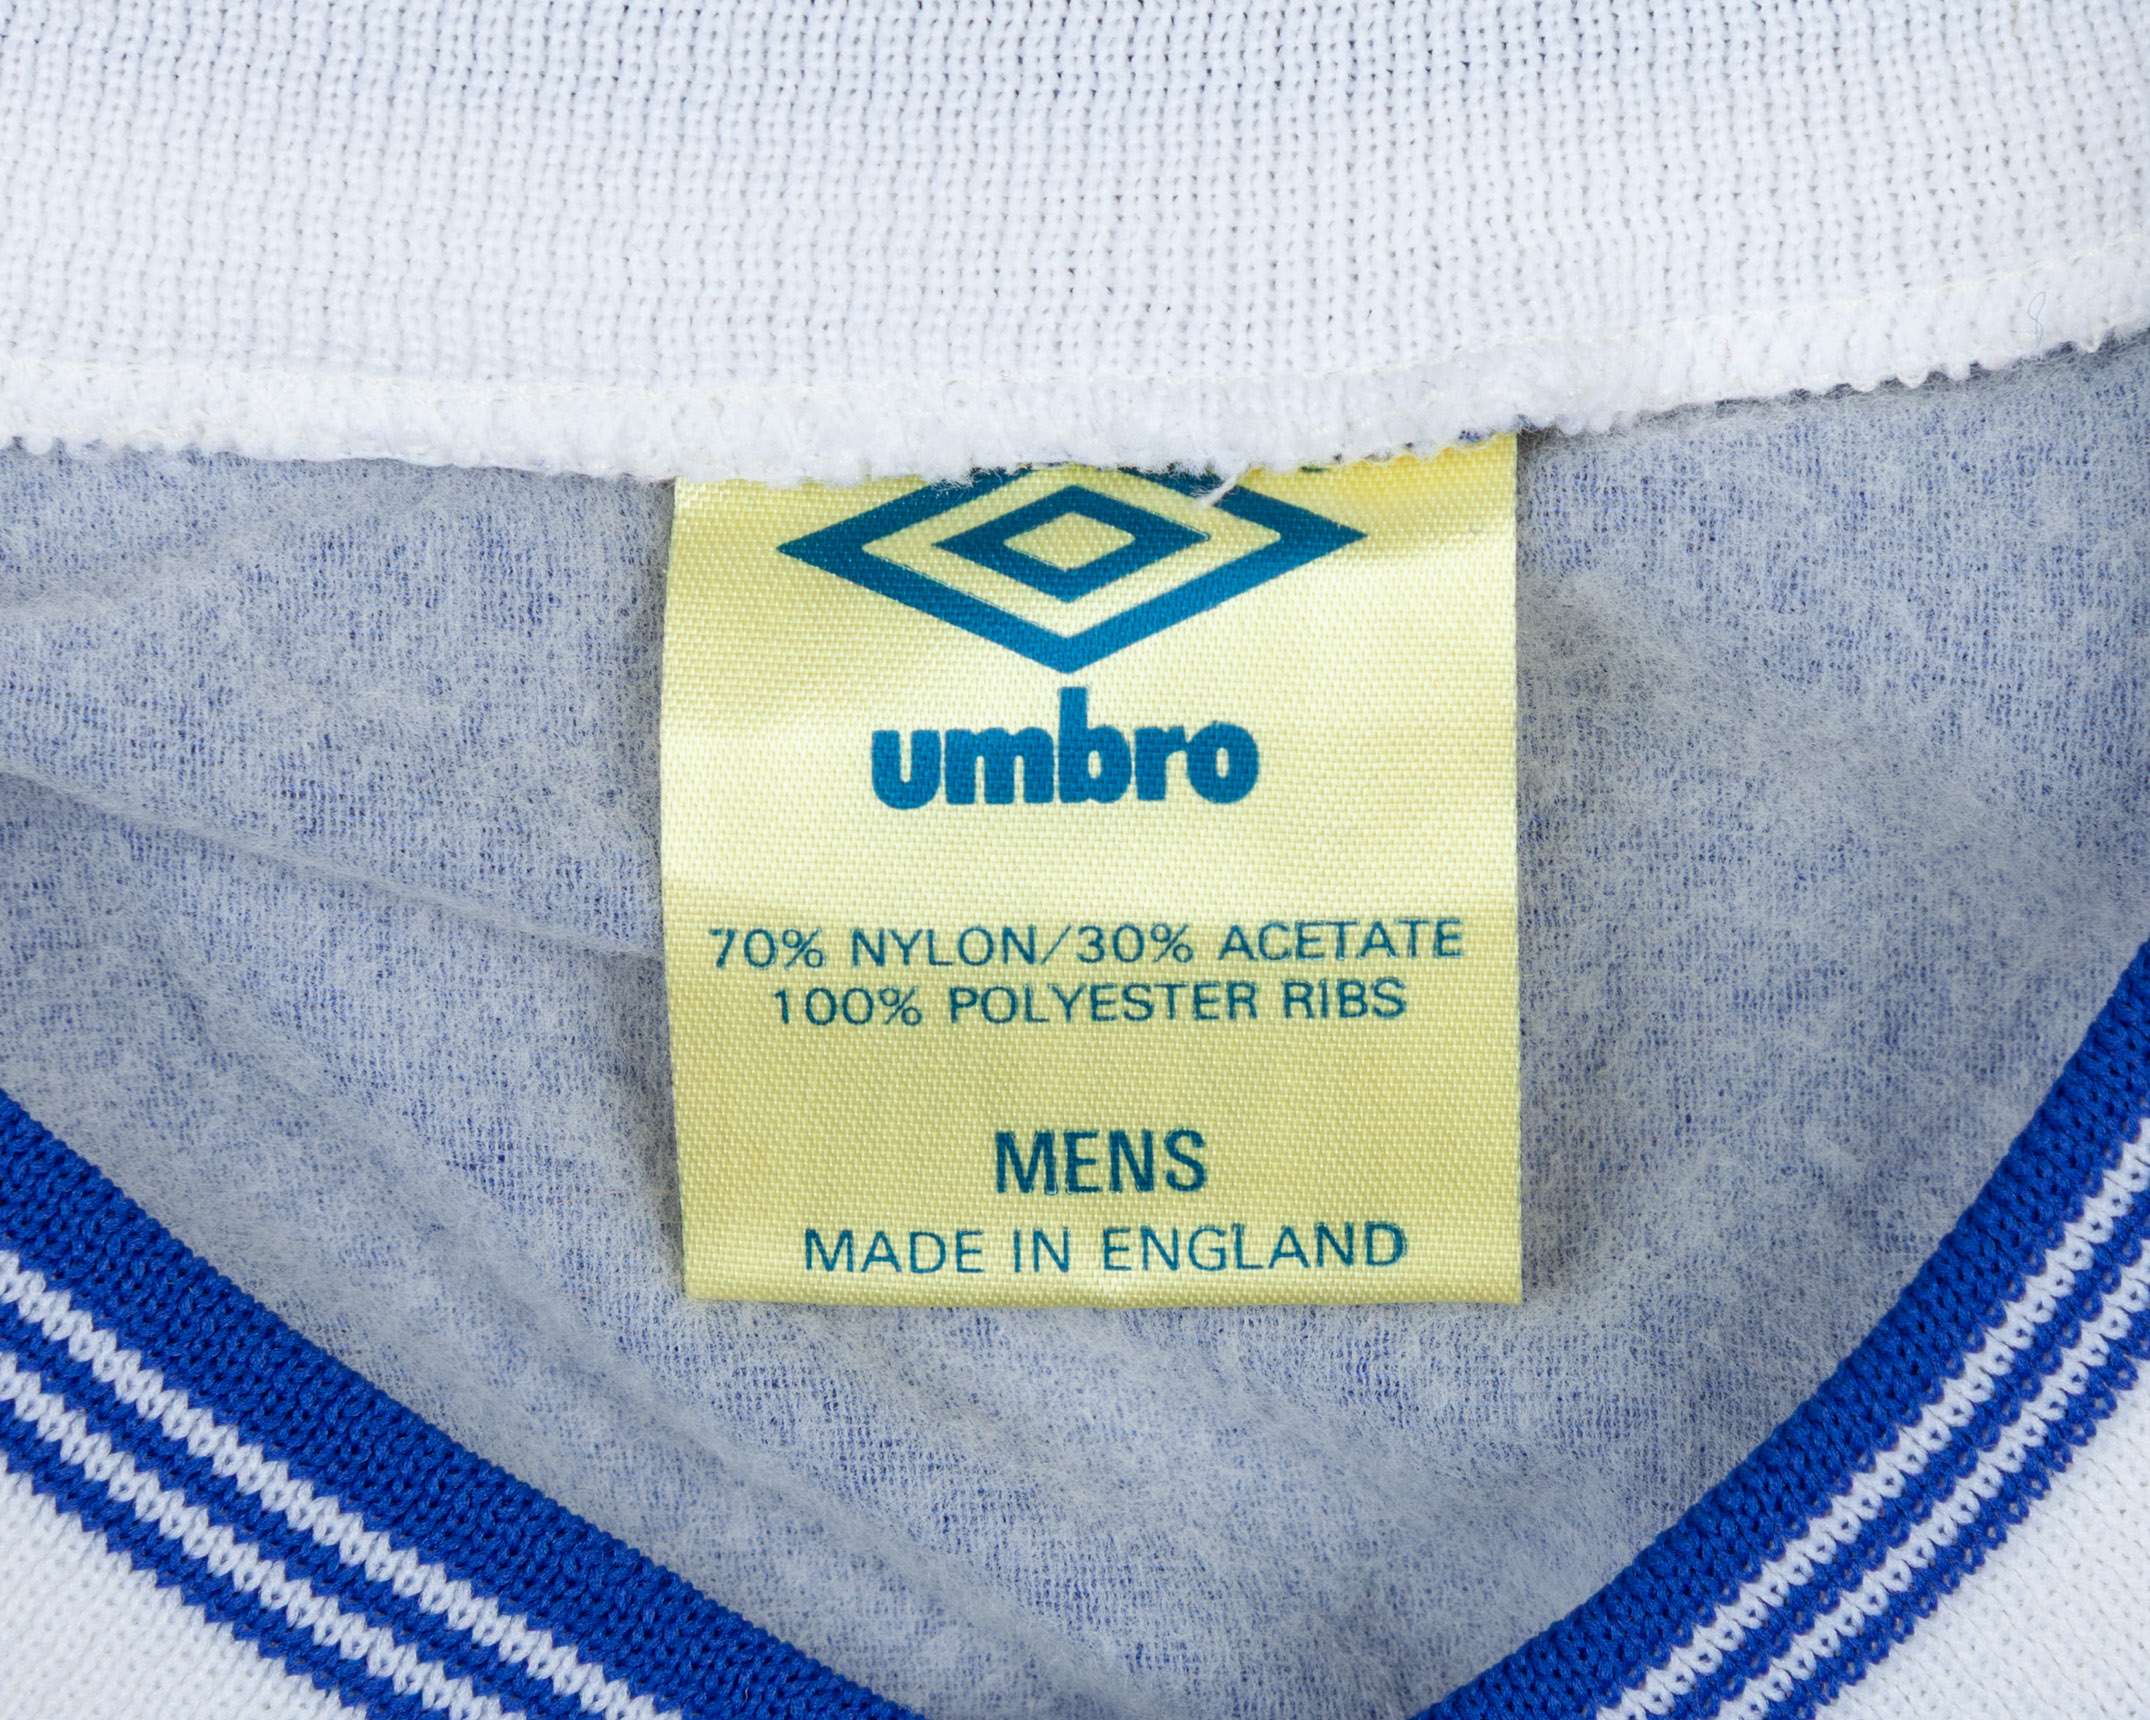 umbro
70% NYLON/30% ACETATE
100% POLYESTER RIBS
MENS
MADE IN ENGLAND